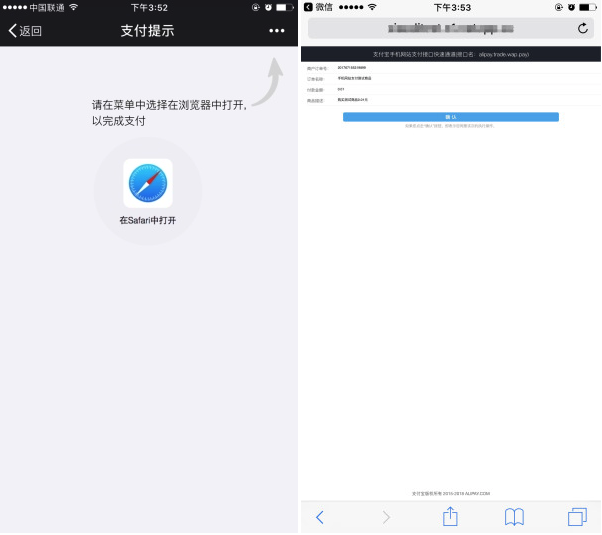 中国联通
下午3:52
返回
支付提示
请在菜单中选择在浏览器中打开,
以完成支付
在Safari中打开
微信
下午3:53
支付宝手机网站支付接口快速通道(接口名: alipay.trade.wap.pay)
商户订单号:
订单名称:
手机网站支付测试商品
付款金额:
0.01
商品描述:
购买测试商品0.01元
确 认
支付宝版权所有 2015-2018 ALIPAY.COM